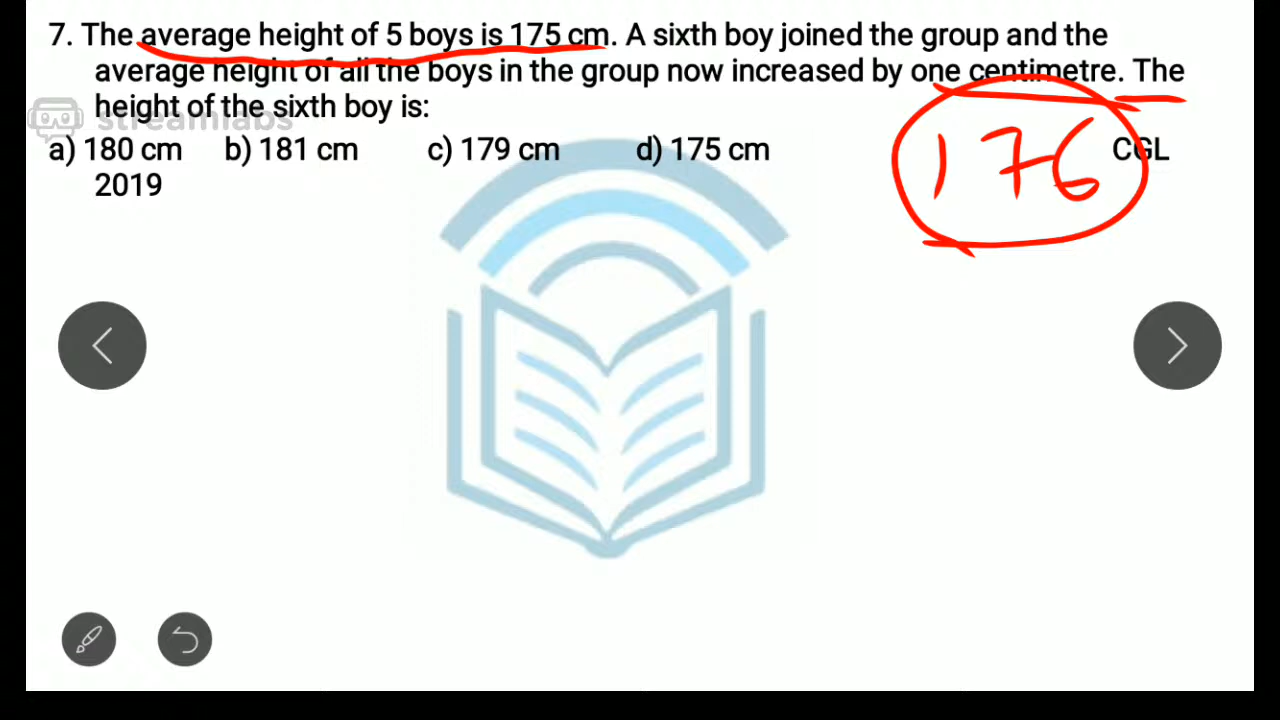 7. The average height of 5 boys is 175 cm. A sixth boy joined the group and the
average height of all the boys in the group now increased by one centimetre. The
height of the sixth boy is:
streamlabs
a) 180 cm b) 181 cm c) 179 cm d) 175 cm CGL
2019
176